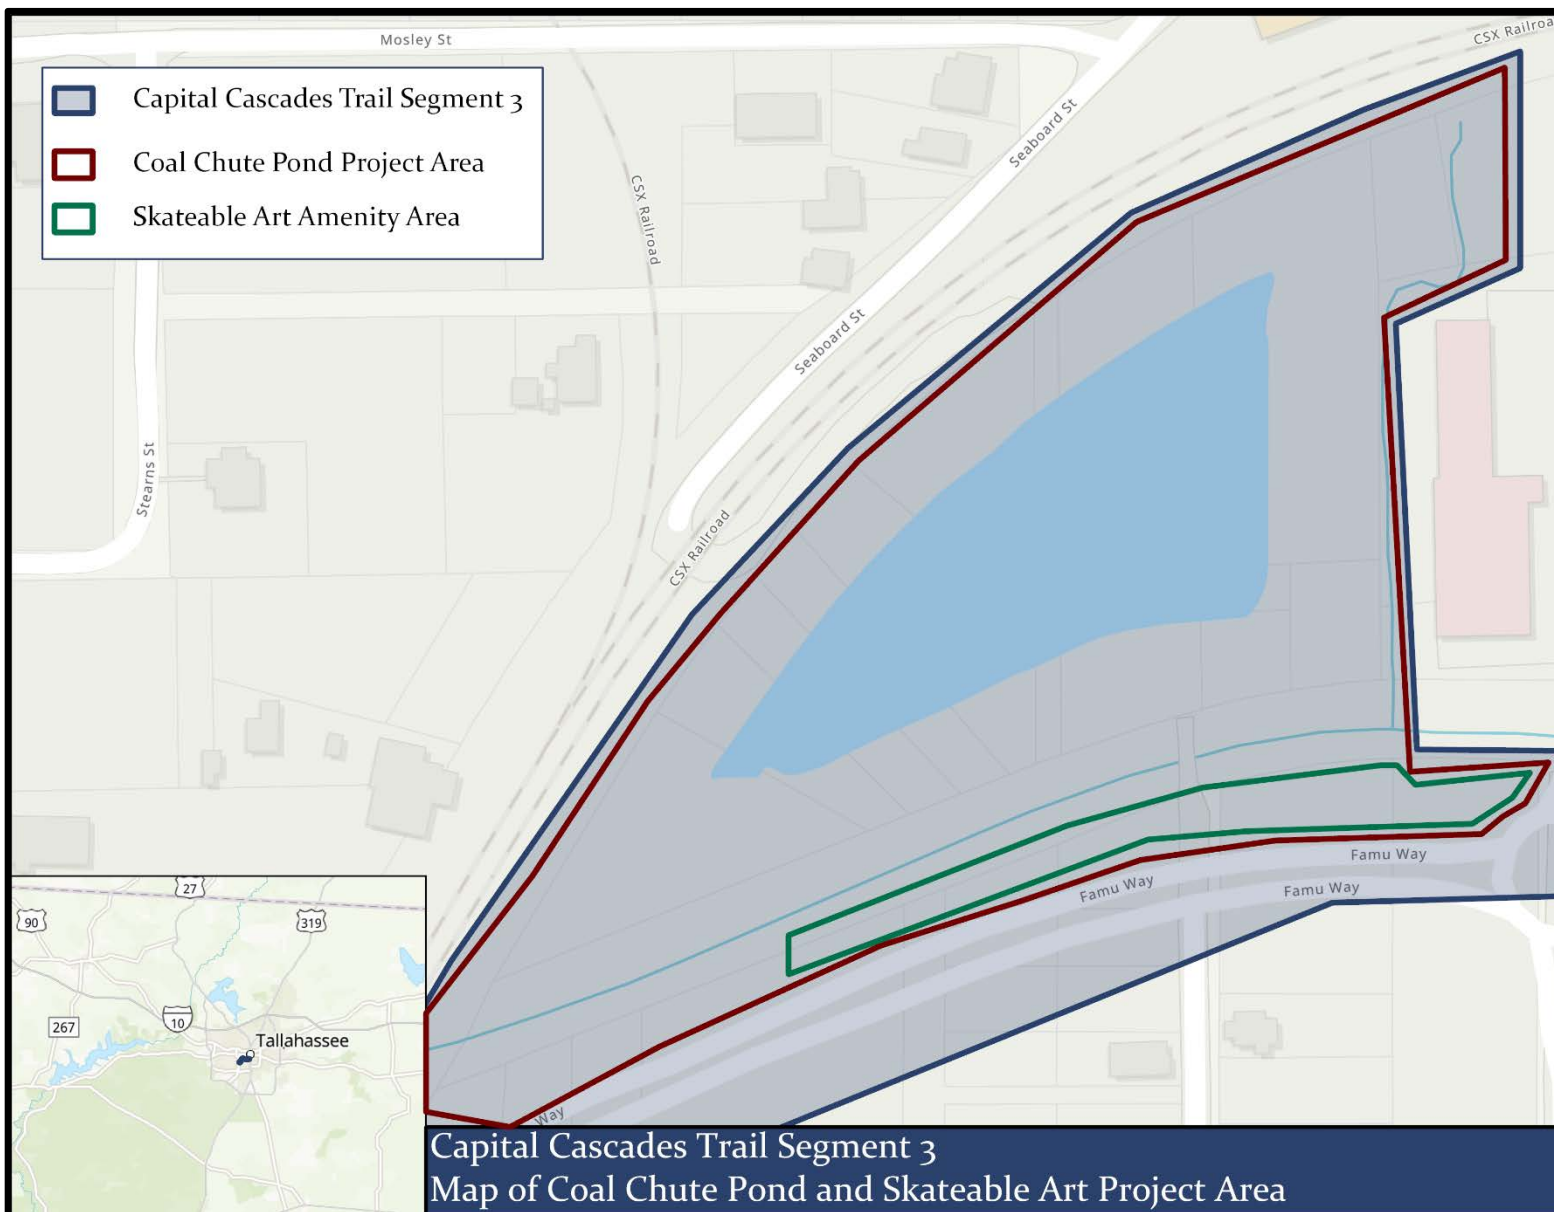 Mosley St
CSX Railroa
Capital Cascades Trail Segment 3
Coal Chute Pond Project Area
Skateable Art Amenity Area
Seaboard St
CSX Railroad
Seaboard St
Stearns St
CSX Railroad
Famu Way
Famu Way
Famu Way
Way
27
90
319
267
10
Tallahassee
Capital Cascades Trail Segment 3
Map of Coal Chute Pond and Skateable Art Project Area